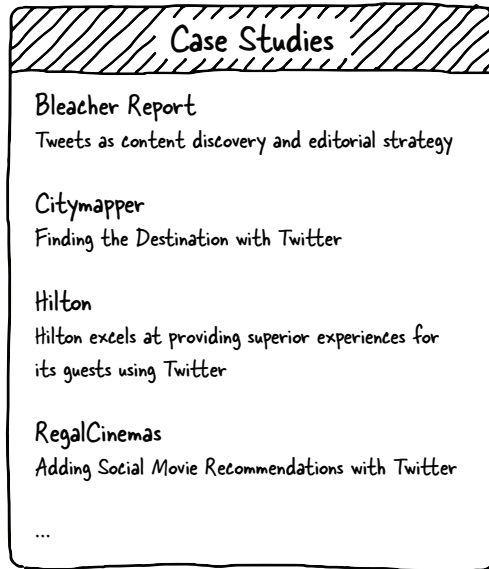 Case Studies
Bleacher Report
Tweets as content discovery and editorial strategy
Citymapper
Finding the Destination with Twitter
Hilton
Hilton excels at providing superior experiences for
its guests using Twitter
RegalCinemas
Adding Social Movie Recommendations with Twitter
...